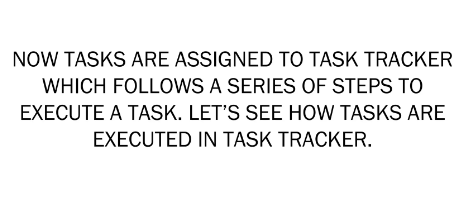 NOW TASKS ARE ASSIGNED TO TASK TRACKER
WHICH FOLLOWS A SERIES OF STEPS TO
EXECUTE A TASK. LET’S SEE HOW TASKS ARE
EXECUTED IN TASK TRACKER.